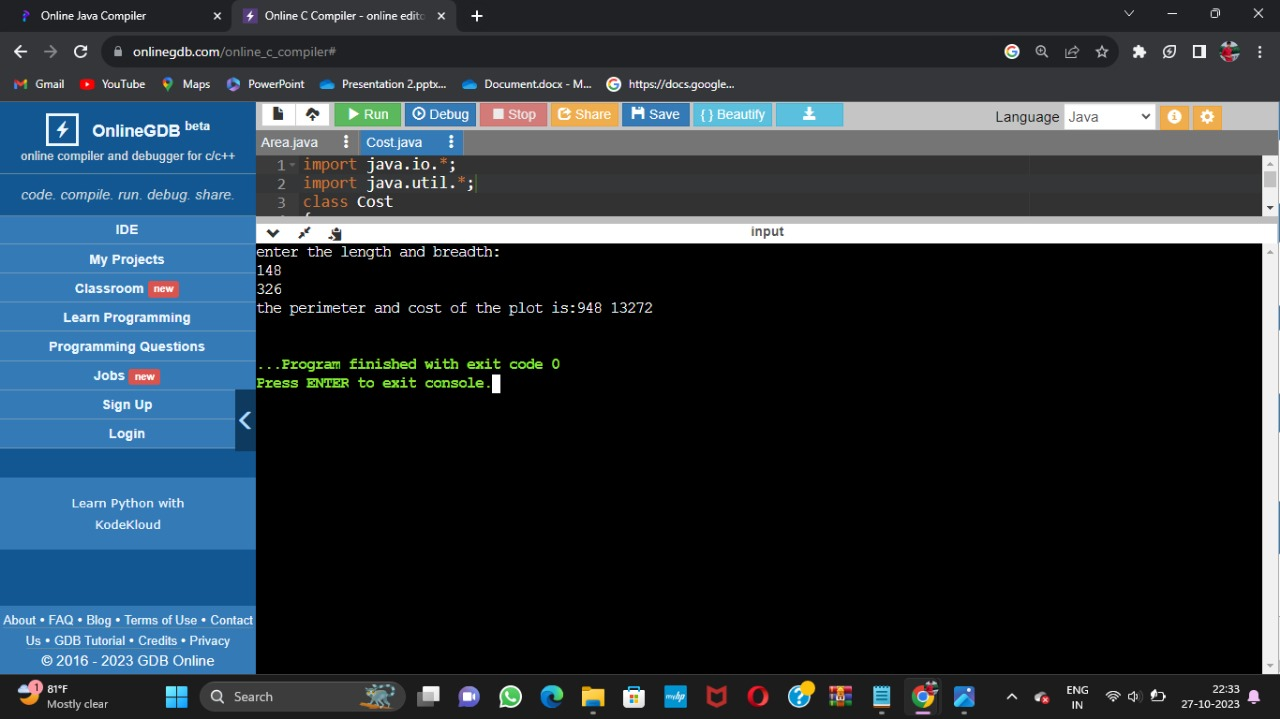 Online Java Compiler
Online C Compiler - online edito
onlinegdb.com/online_c_compiler#
Gmail
YouTube
Maps
PowerPoint
Presentation 2.pptx...
Document.docx - M...
https://docs.google...
OnlineGDB beta
online compiler and debugger for c/c++
code. compile. run. debug. share.
IDE
My Projects
Classroom new
Learn Programming
Programming Questions
Jobs new
Sign Up
Login
Learn Python with
KodeKloud
About • FAQ • Blog • Terms of Use • Contact
Us • GDB Tutorial • Credits • Privacy
© 2016 - 2023 GDB Online
Run
Debug
Stop
Share
Save
{ } Beautify
Language Java
Area.java
Cost.java
1 import java.io.*;
2 import java.util.*;
3 class Cost
input
enter the length and breadth:
148
326
the perimeter and cost of the plot is:948 13272
...Program finished with exit code 0
Press ENTER to exit console.
1
81°F
Mostly clear
Search
myhp
ENG
IN
22:33
27-10-2023